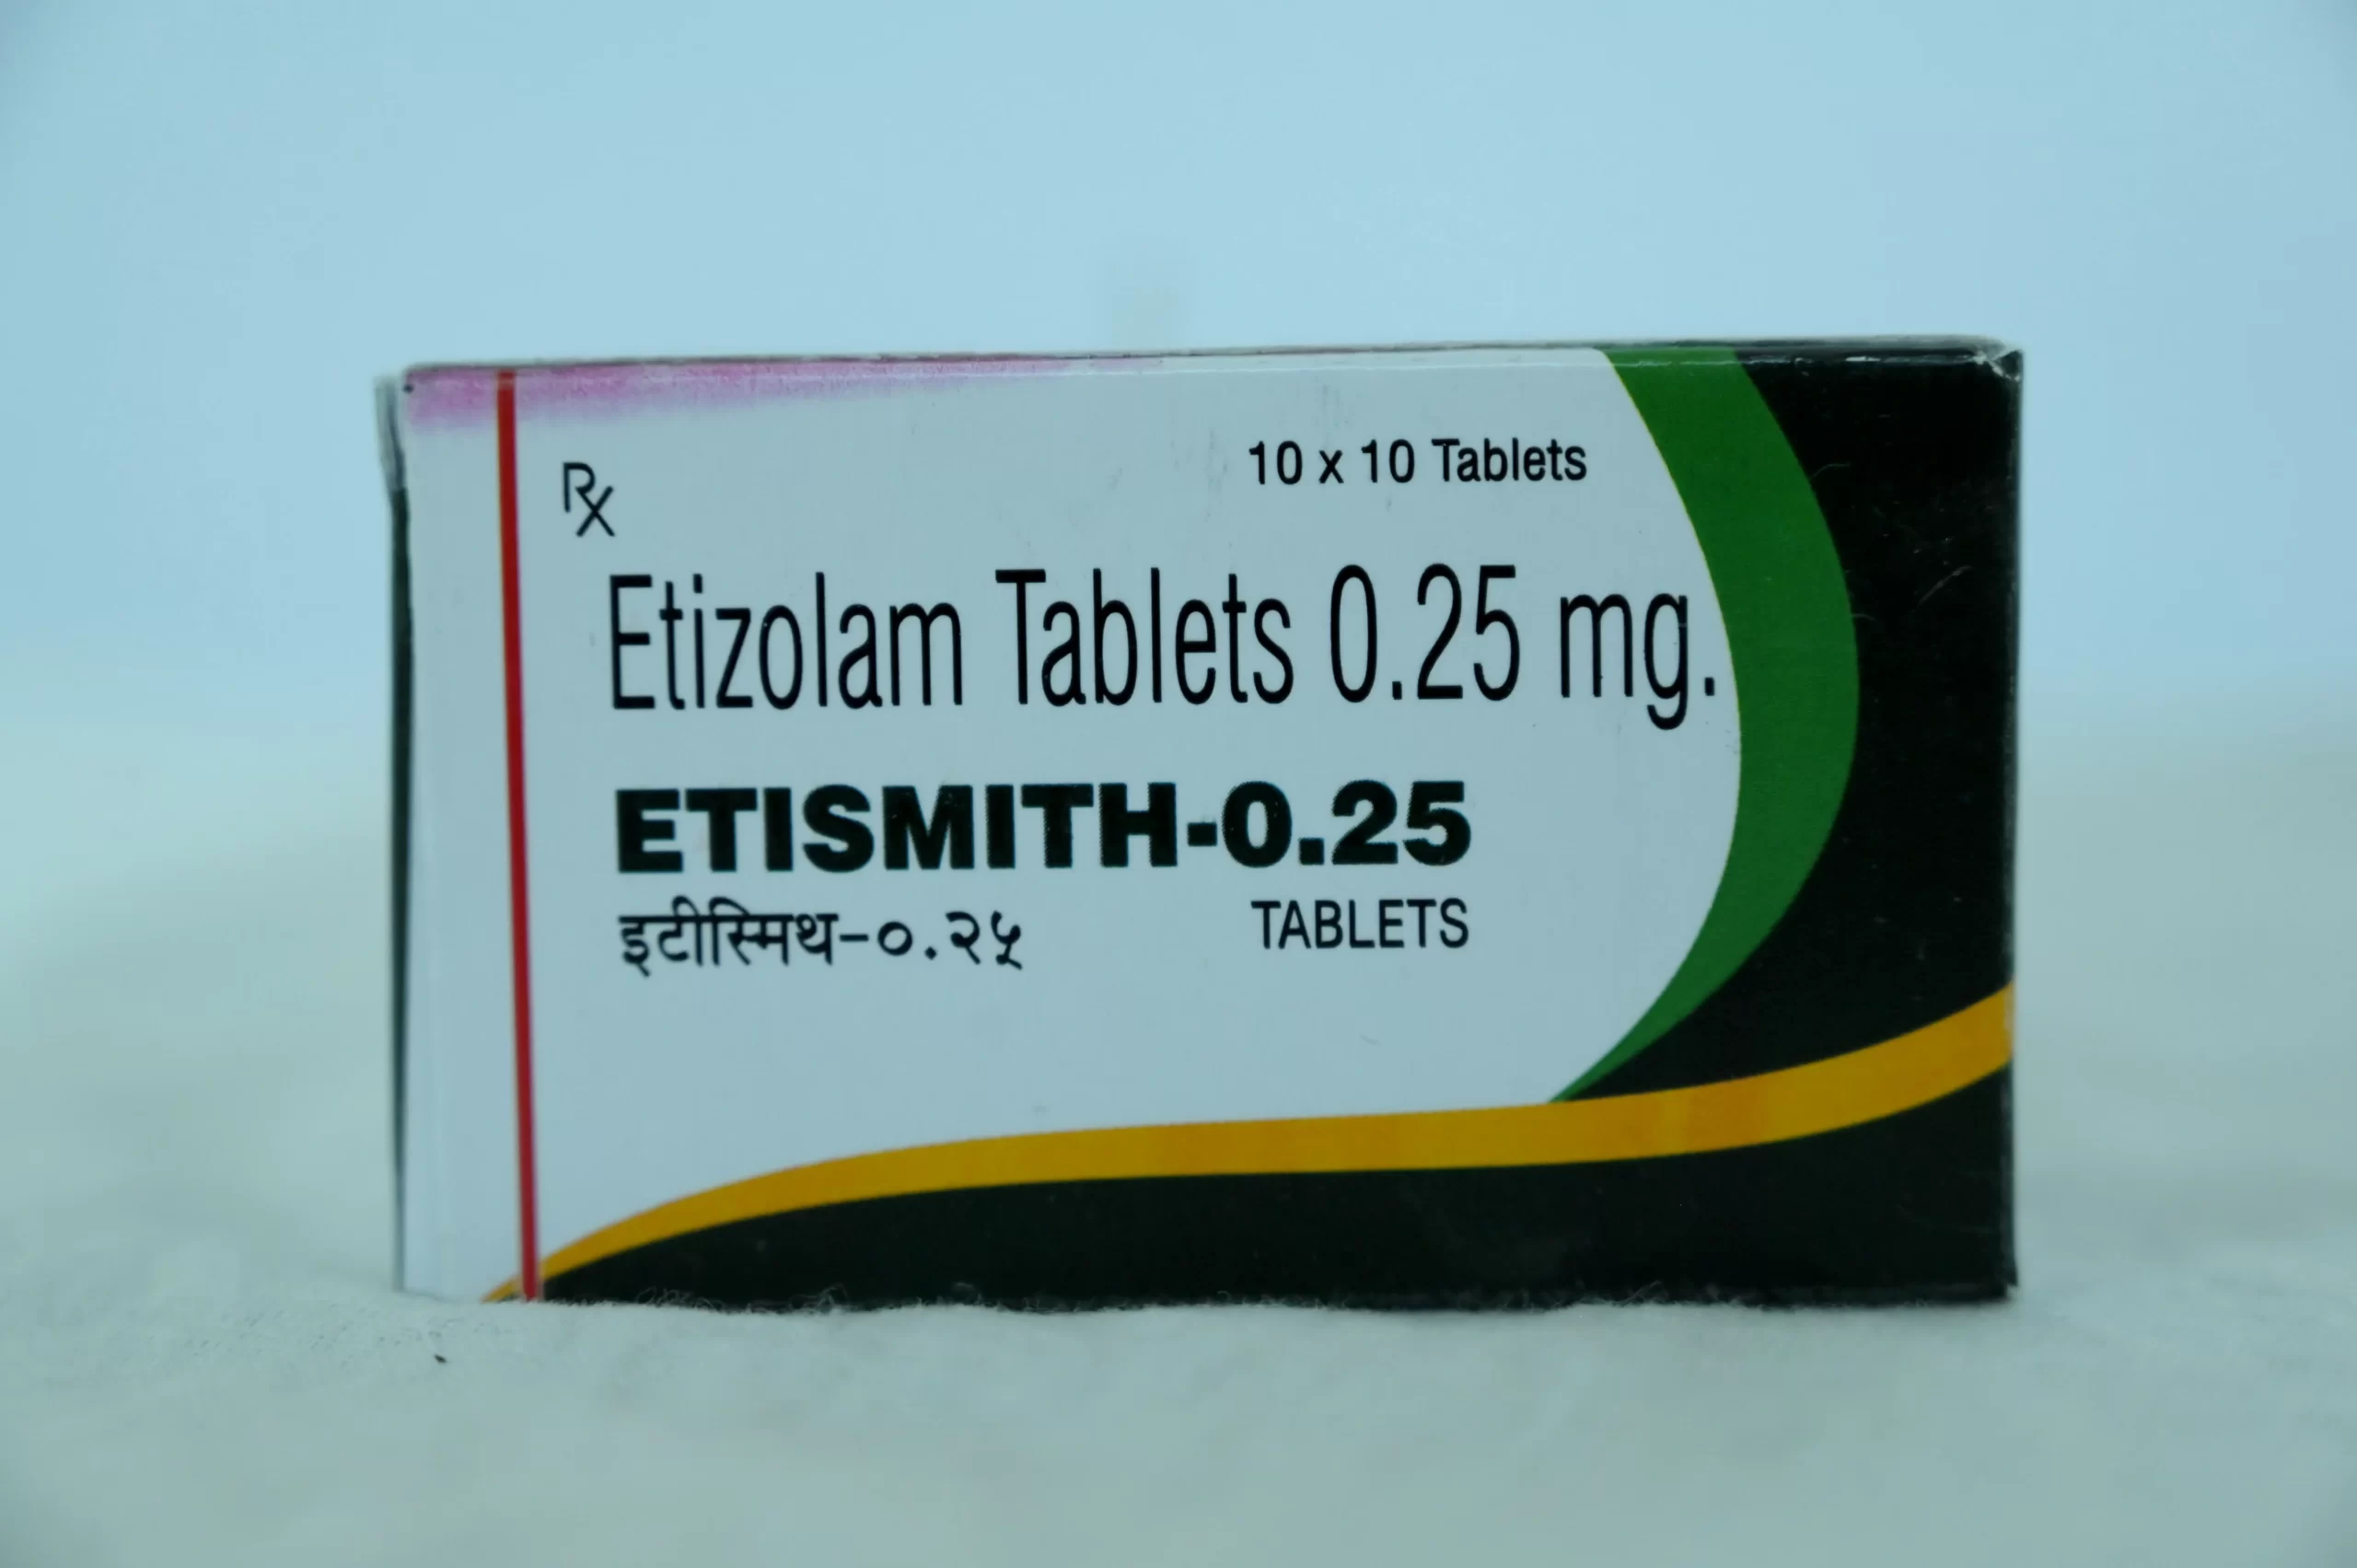 Rx
10 x 10 Tablets
Etizolam Tablets 0.25 mg.
ETISMITH-0.25
इटीस्मिथ-०.२५
TABLETS